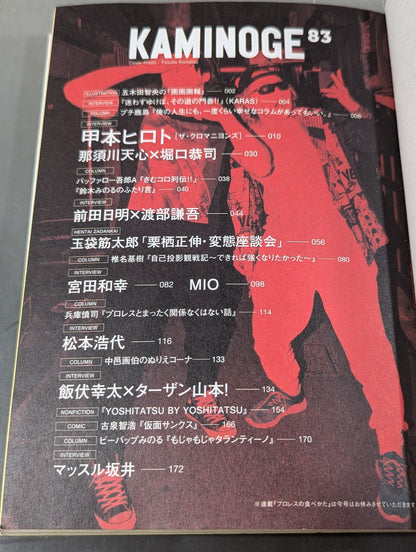 KAMINOGE 83
Cover Photo : Yosuke Komatsu
ILLUSTRATION 五木田智央の『画画画報』 —— 002
INTERVIEW 『迷わずゆけば、その道の門番!!』(KARAS) —— 004
COLUMN プチ鹿島『俺の人生にも、一度くらい幸せなコラムがあってもいい。』 —— 008
INTERVIEW
甲本ヒロト [ザ・クロマニヨンズ] —— 010
那須川天心×堀口恭司 —— 030
COLUMN
バッファロー吾郎A『きむコロ列伝!!』 —— 038
『鈴木みのるのふたり言』 —— 040
INTERVIEW
前田日明×渡部謙吾 —— 044
HENTAI ZADANKAI
玉袋筋太郎「栗栖正伸・変態座談会」 —— 056
COLUMN 椎名基樹『自己投影観戦記〜できれば強くなりたかった〜』 —— 080
INTERVIEW
宮田和幸 —— 082 MIO —— 098
COLUMN
兵庫慎司『プロレスとまったく関係なくはない話』 —— 114
INTERVIEW
松本浩代 —— 116
COLUMN 中邑画伯のぬりえコーナー —— 133
INTERVIEW
飯伏幸太×ターザン山本! —— 134
NONFICTION 『YOSHITATSU BY YOSHITATSU』 —— 154
COMIC 古泉智浩『仮面サンクス』 —— 166
COLUMN ビーバップみのる『もじゃもじゃタランティーノ』 —— 170
INTERVIEW
マッスル坂井 —— 172
※連載『プロレスの食べかた』は今号はお休みさせていただきます